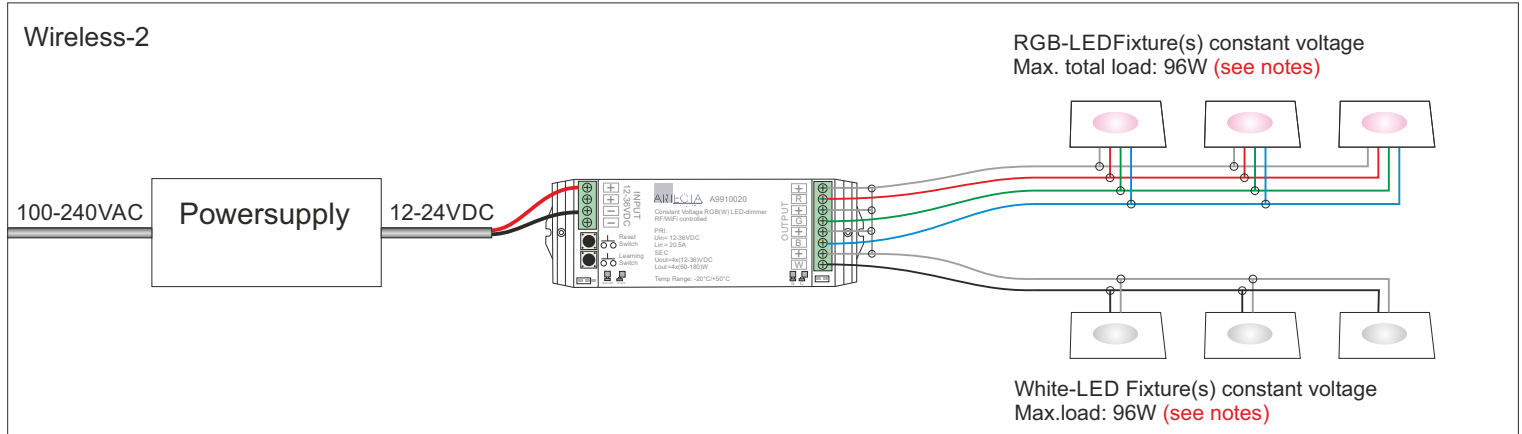 Wireless-2
RGB-LEDFixture(s) constant voltage
Max. total load: 96W (see notes)
100-240VAC
Powersupply
12-24VDC
+
+
−
−
INPUT
12-36VDC
Reset
Switch
Learning
Switch
A9910020
Constant Voltage RGB(W) LED-dimmer
RF/WiFi controlled
PRI:
Uin= 12-36VDC
Lin = 20.5A
SEC
Uout=4x(12-36)VDC
Lout=4x(60-180)W
Temp Range: -20°C/+50°C
OUTPUT
+
R
+
G
+
B
+
W
White-LED Fixture(s) constant voltage
Max.load: 96W (see notes)